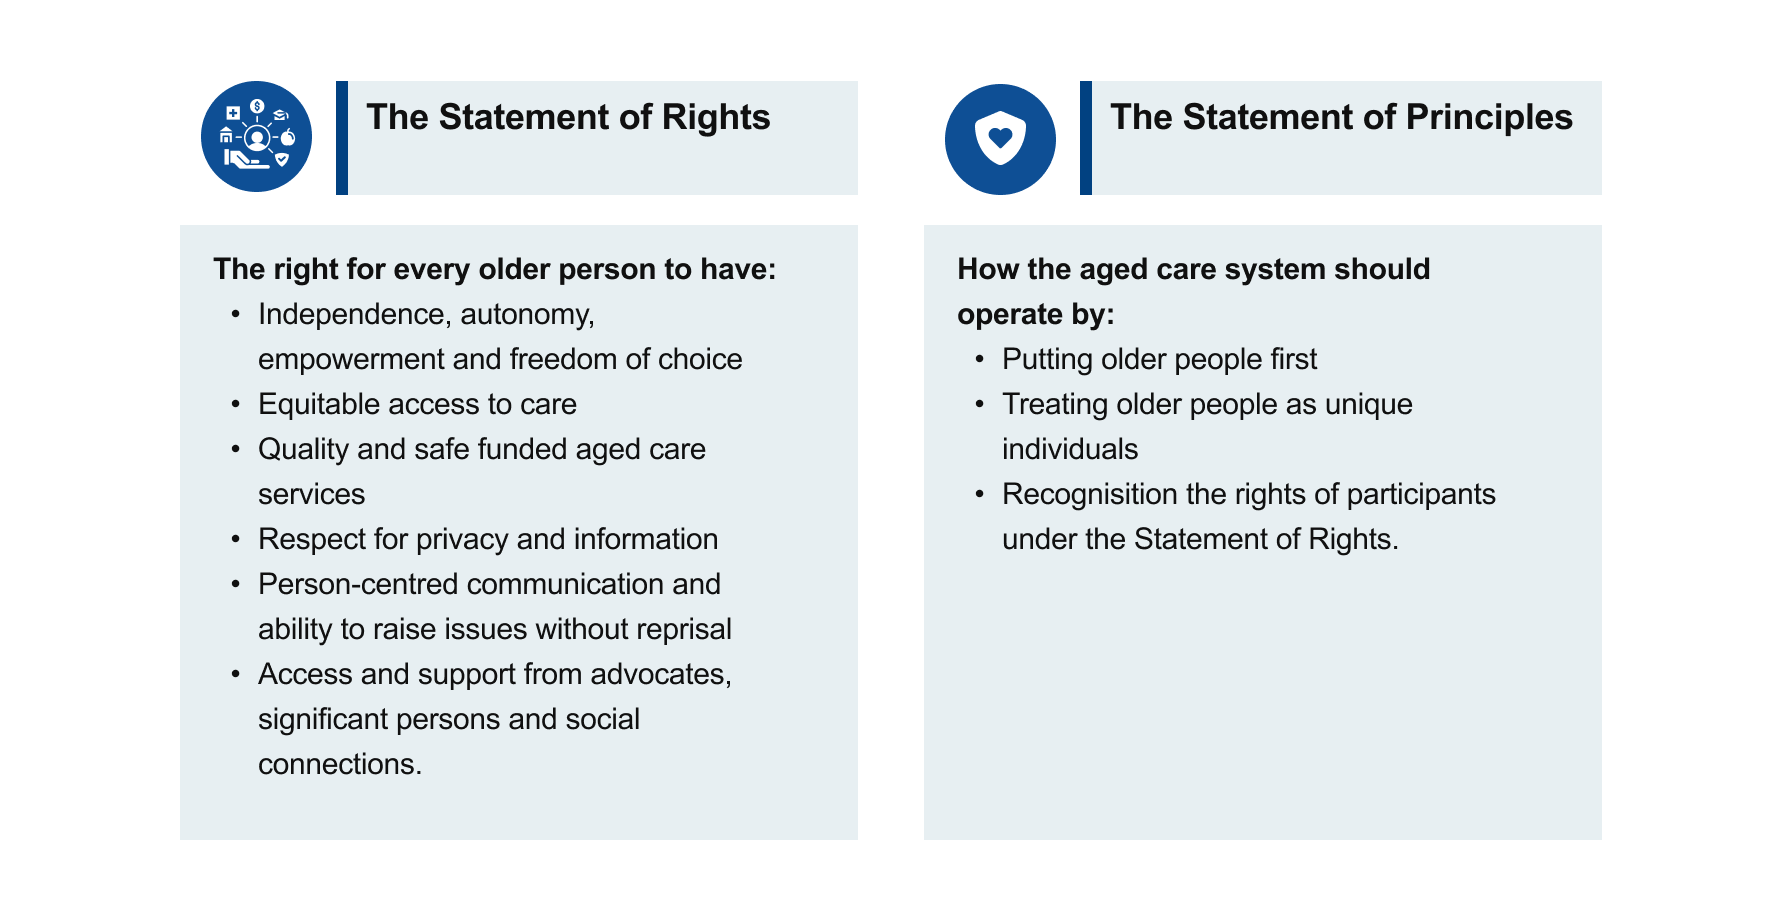 The Statement of Rights
The right for every older person to have:
• Independence, autonomy,
empowerment and freedom of choice
• Equitable access to care
• Quality and safe funded aged care
services
• Respect for privacy and information
• Person-centred communication and
ability to raise issues without reprisal
• Access and support from advocates,
significant persons and social
connections.
The Statement of Principles
How the aged care system should
operate by:
• Putting older people first
• Treating older people as unique
individuals
• Recognisition the rights of participants
under the Statement of Rights.